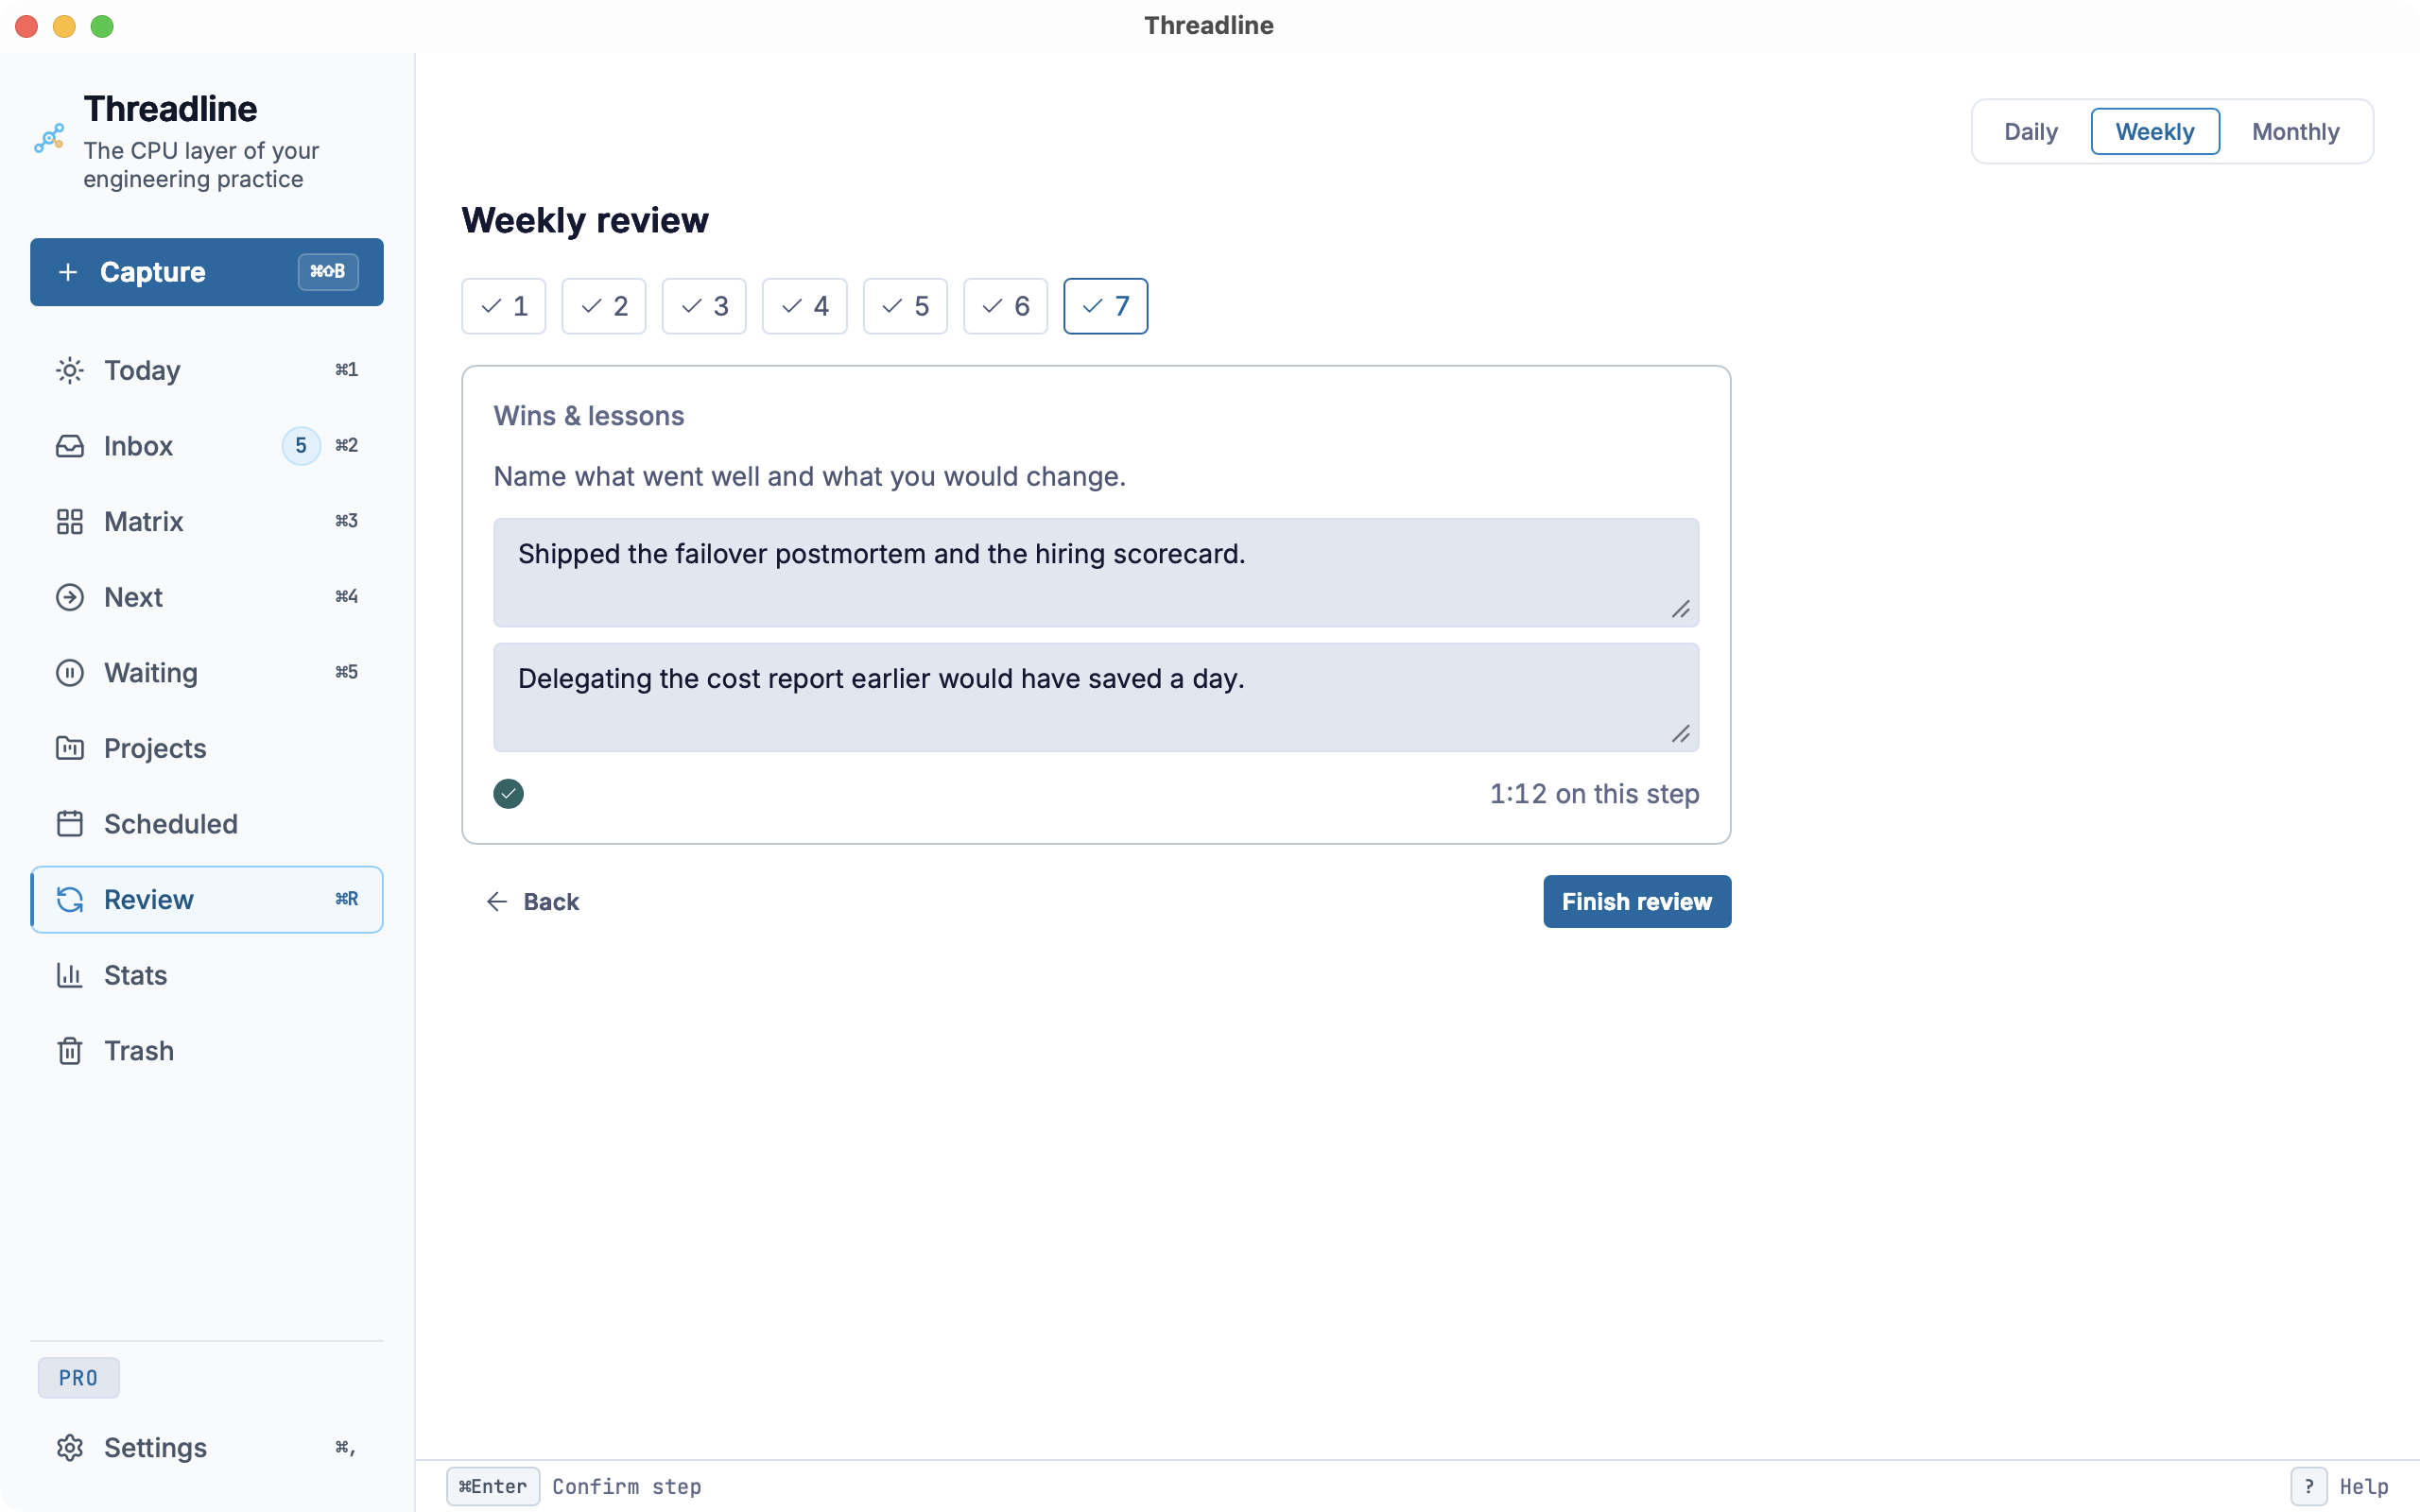 Threadline
Threadline
The CPU layer of your
engineering practice
+ Capture ⌘⇧B
Today ⌘1
Inbox 5 ⌘2
Matrix ⌘3
Next ⌘4
Waiting ⌘5
Projects
Scheduled
Review ⌘R
Stats
Trash
PRO
Settings ⌘,
Daily Weekly Monthly
Weekly review
✓ 1 ✓ 2 ✓ 3 ✓ 4 ✓ 5 ✓ 6 ✓ 7
Wins & lessons
Name what went well and what you would change.
Shipped the failover postmortem and the hiring scorecard.
Delegating the cost report earlier would have saved a day.
1:12 on this step
← Back
Finish review
⌘Enter Confirm step
? Help